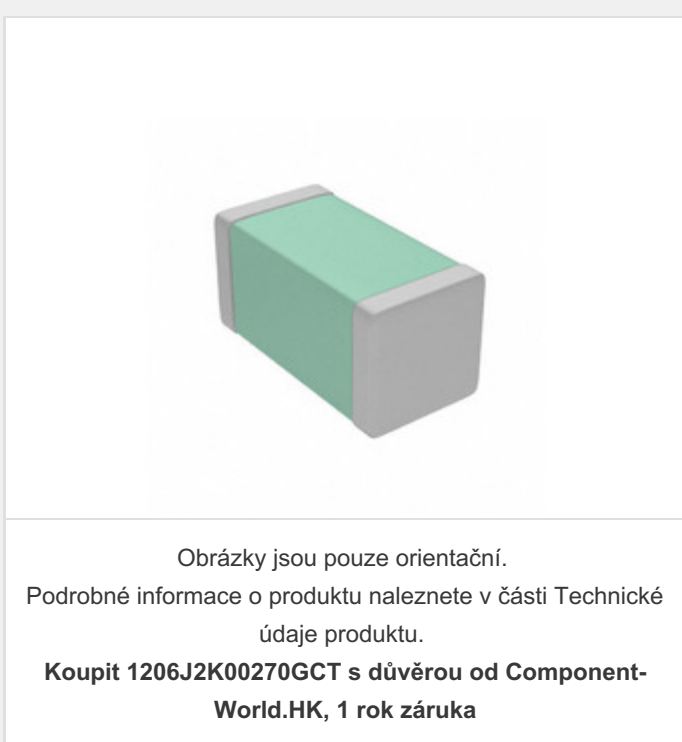 Obrázky jsou pouze orientační.
Podrobné informace o produktu naleznete v části Technické
údaje produktu.
Koupit 1206J2K00270GCT s důvěrou od Component-
World.HK, 1 rok záruka